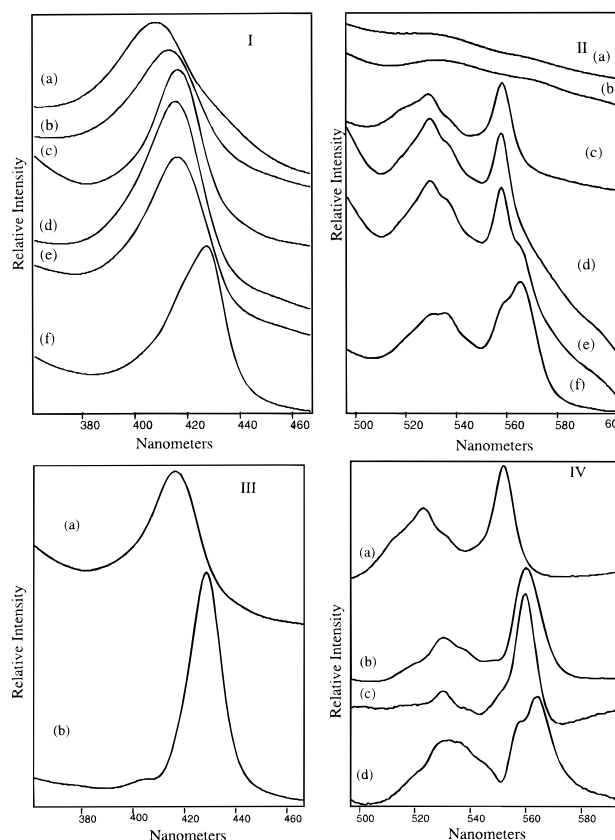 I
(a)
(b)
(c)
(d)
(e)
(f)
Relative Intensity
380 400 420 440 460
Nanometers
II
(a)
(b
(c)
(d)
(e)
(f)
Relative Intensity
500 520 540 560 580 60
Nanometers
III
(a)
(b)
Relative Intensity
380 400 420 440 460
Nanometers
IV
(a)
(b)
(c)
(d)
Relative Intensity
500 520 540 560 580
Nanometers